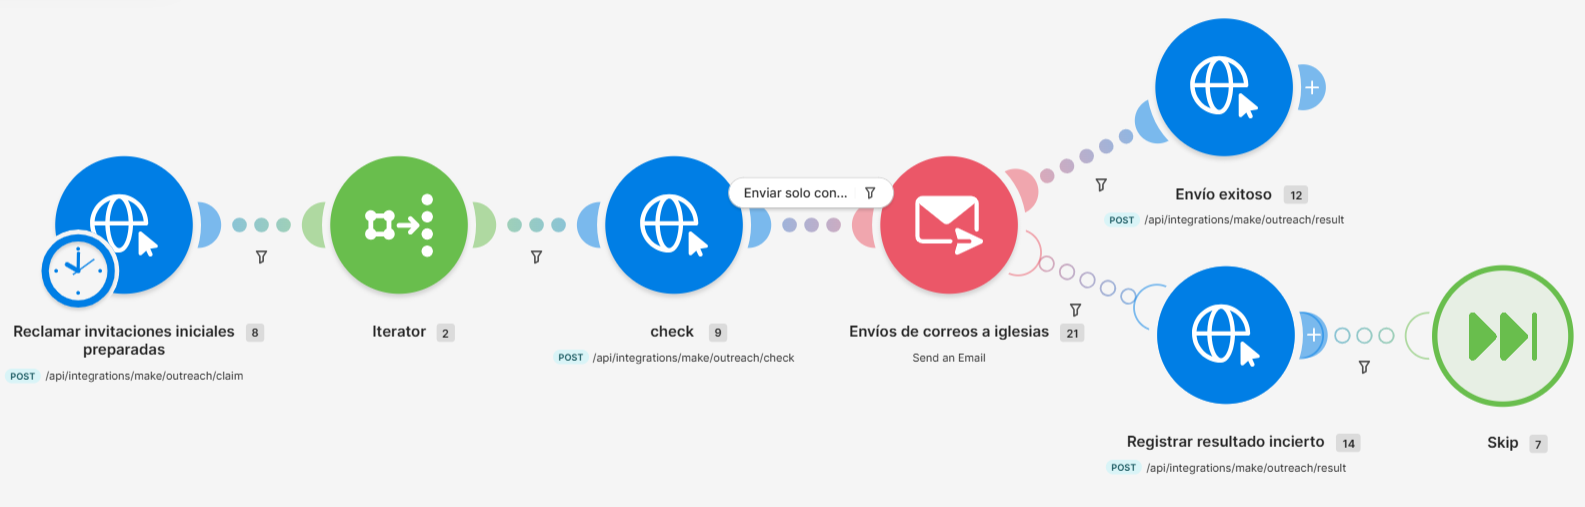 Envío exitoso 12
POST /api/integrations/make/outreach/result
Enviar solo con...
Reclamar invitaciones iniciales 8
preparadas
POST /api/integrations/make/outreach/claim
Iterator 2
check 9
POST /api/integrations/make/outreach/check
Envíos de correos a iglesias 21
Send an Email
Registrar resultado incierto 14
POST /api/integrations/make/outreach/result
Skip 7